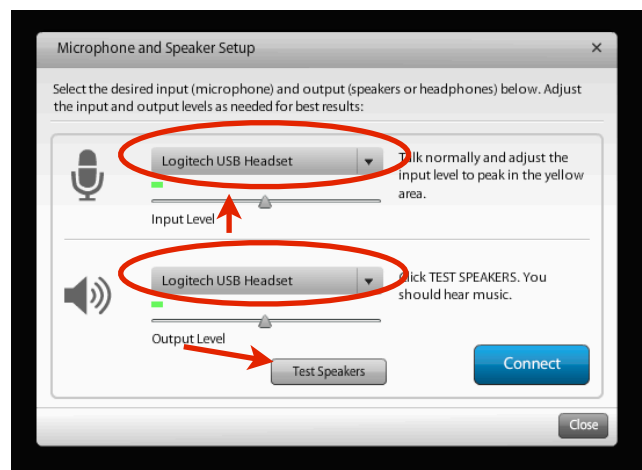 Microphone and Speaker Setup
Select the desired input (microphone) and output (speakers or headphones) below. Adjust
the input and output levels as needed for best results:
Logitech USB Headset
Talk normally and adjust the
input level to peak in the yellow
area.
Input Level
Logitech USB Headset
Click TEST SPEAKERS. You
should hear music.
Output Level
Test Speakers
Connect
Close